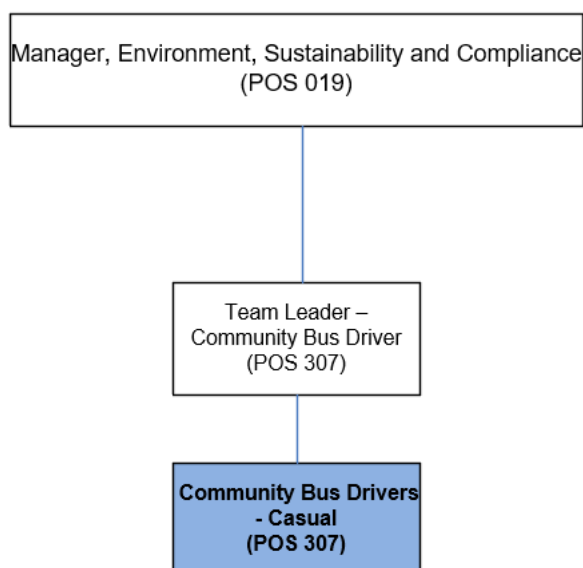 Manager, Environment, Sustainability and Compliance
(POS 019)
Team Leader –
Community Bus Driver
(POS 307)
Community Bus Drivers
- Casual
(POS 307)